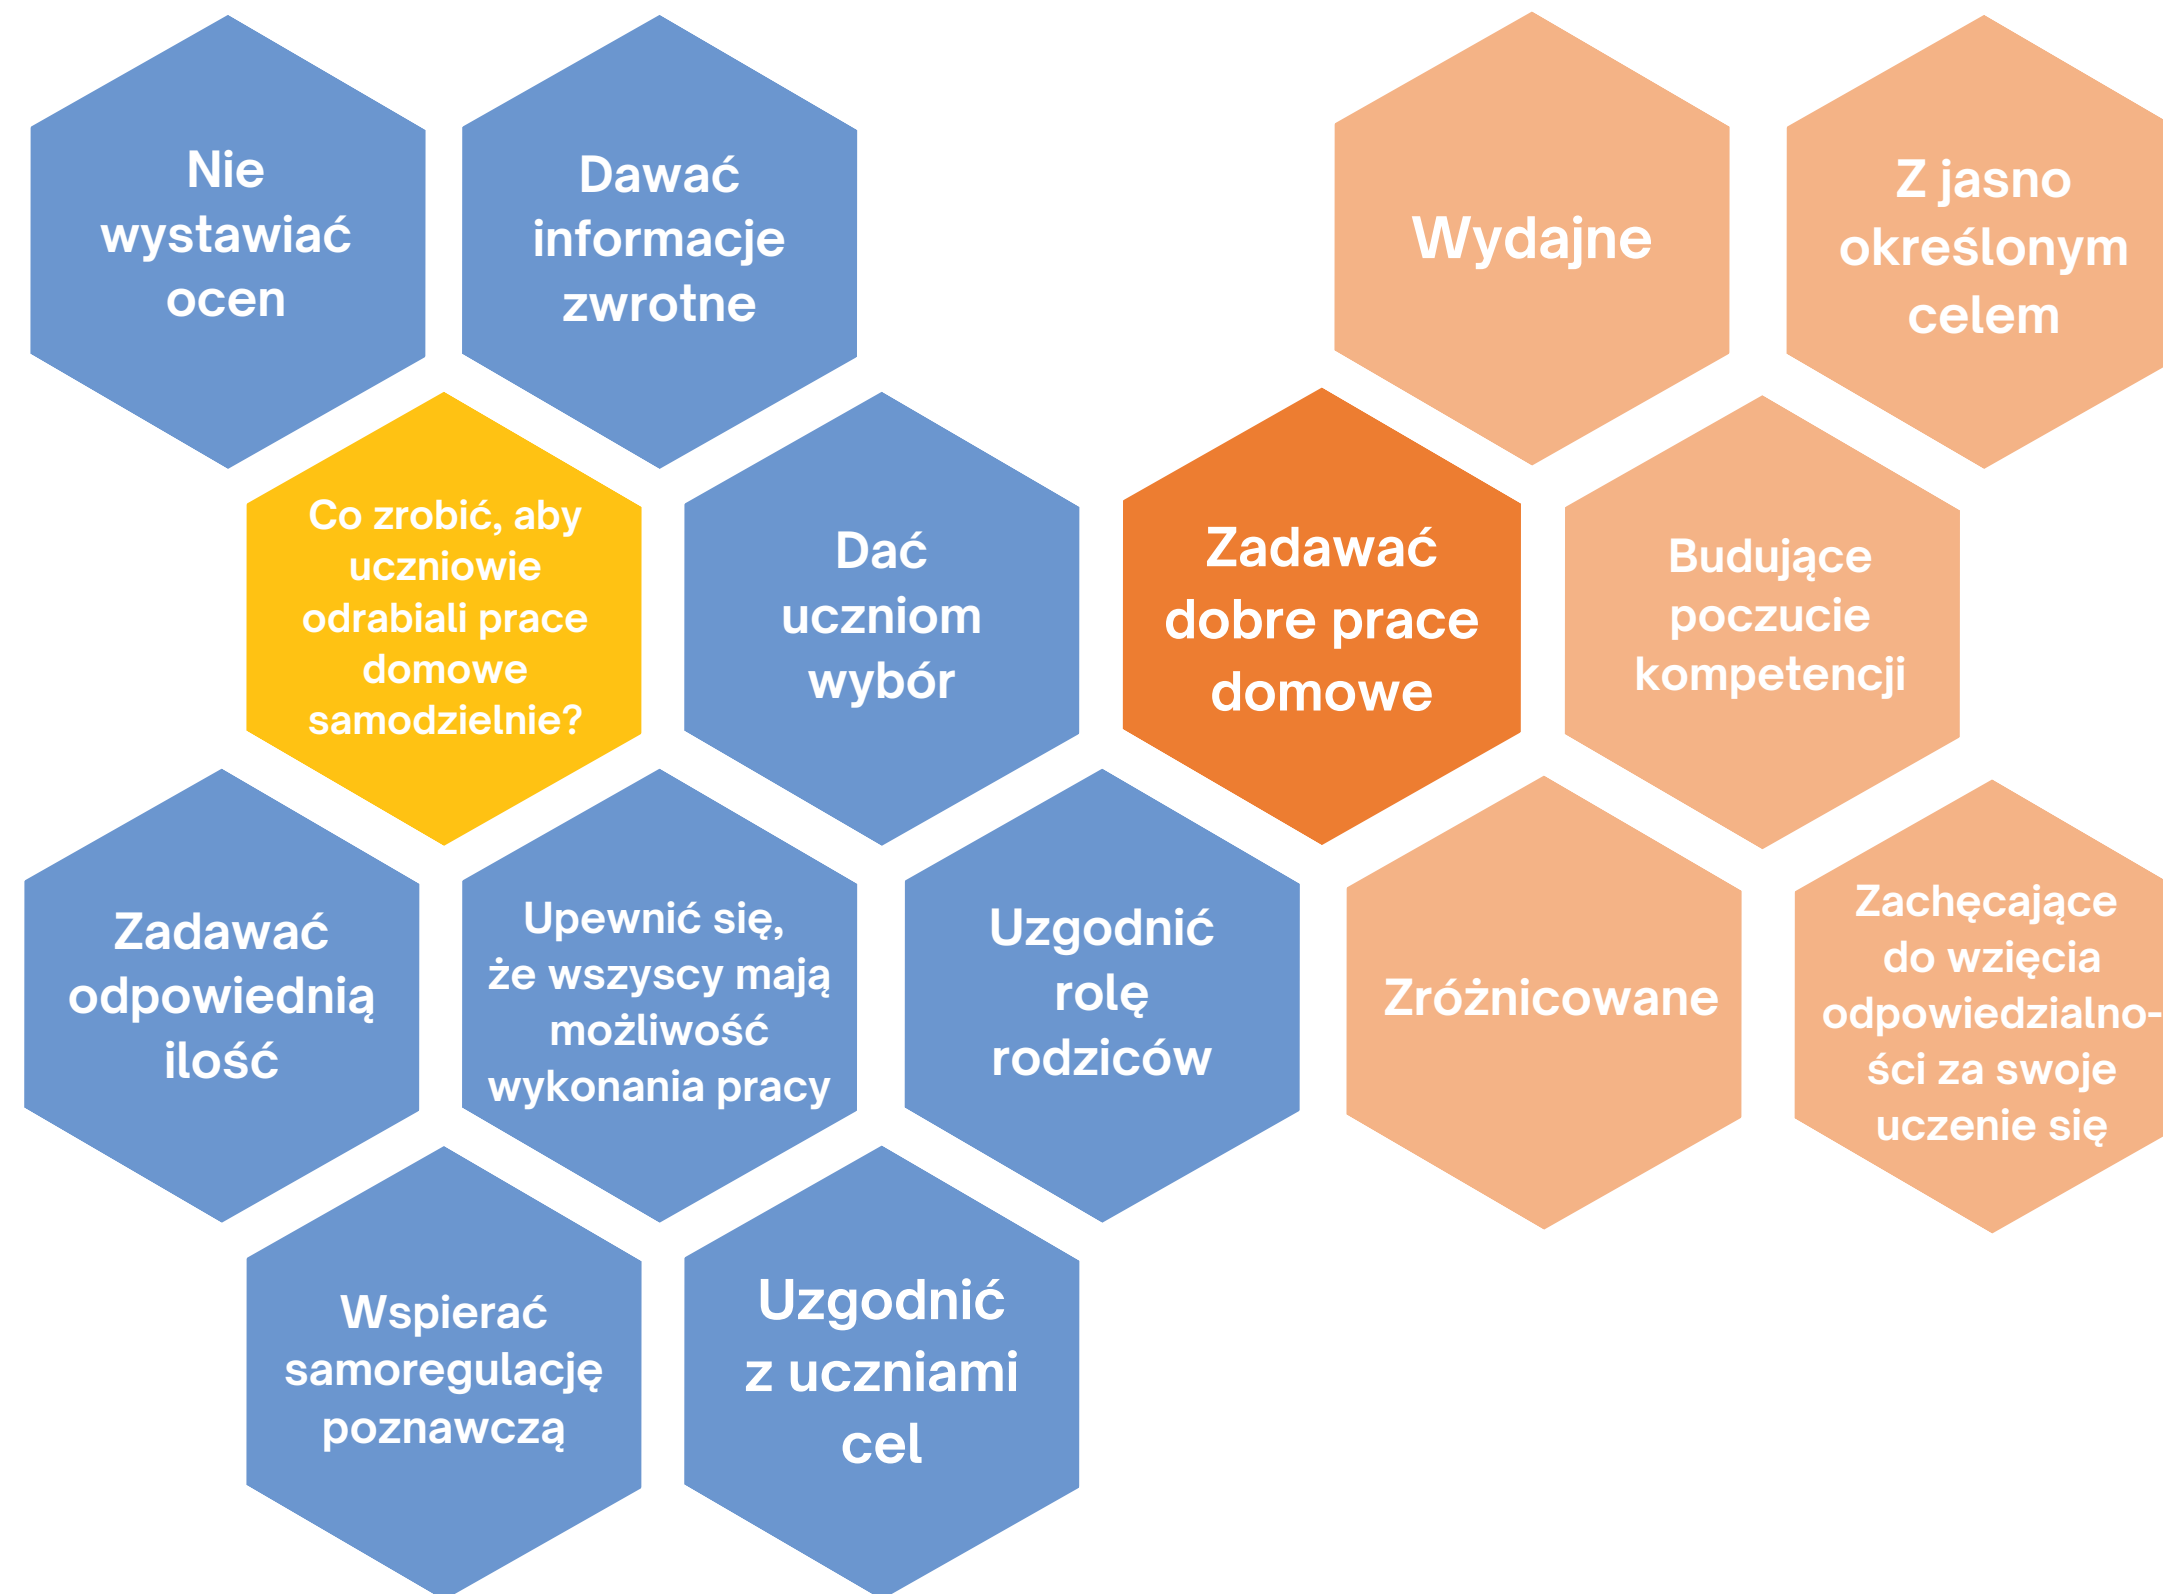 Nie
wystawiać
ocen
Dawać
informacje
zwrotne
Wydajne
Z jasno
określonym
celem
Co zrobić, aby
uczniowie
odrabiali prace
domowe
samodzielnie?
Dać
uczniom
wybór
Zadawać
dobre prace
domowe
Budujące
poczucie
kompetencji
Zadawać
odpowiednią
ilość
Upewnić się,
że wszyscy mają
możliwość
wykonania pracy
Uzgodnić
rolę
rodziców
Zróżnicowane
Zachęcające
do wzięcia
odpowiedzialno-
ści za swoje
uczenie się
Wspierać
samoregulację
poznawczą
Uzgodnić
z uczniami
cel